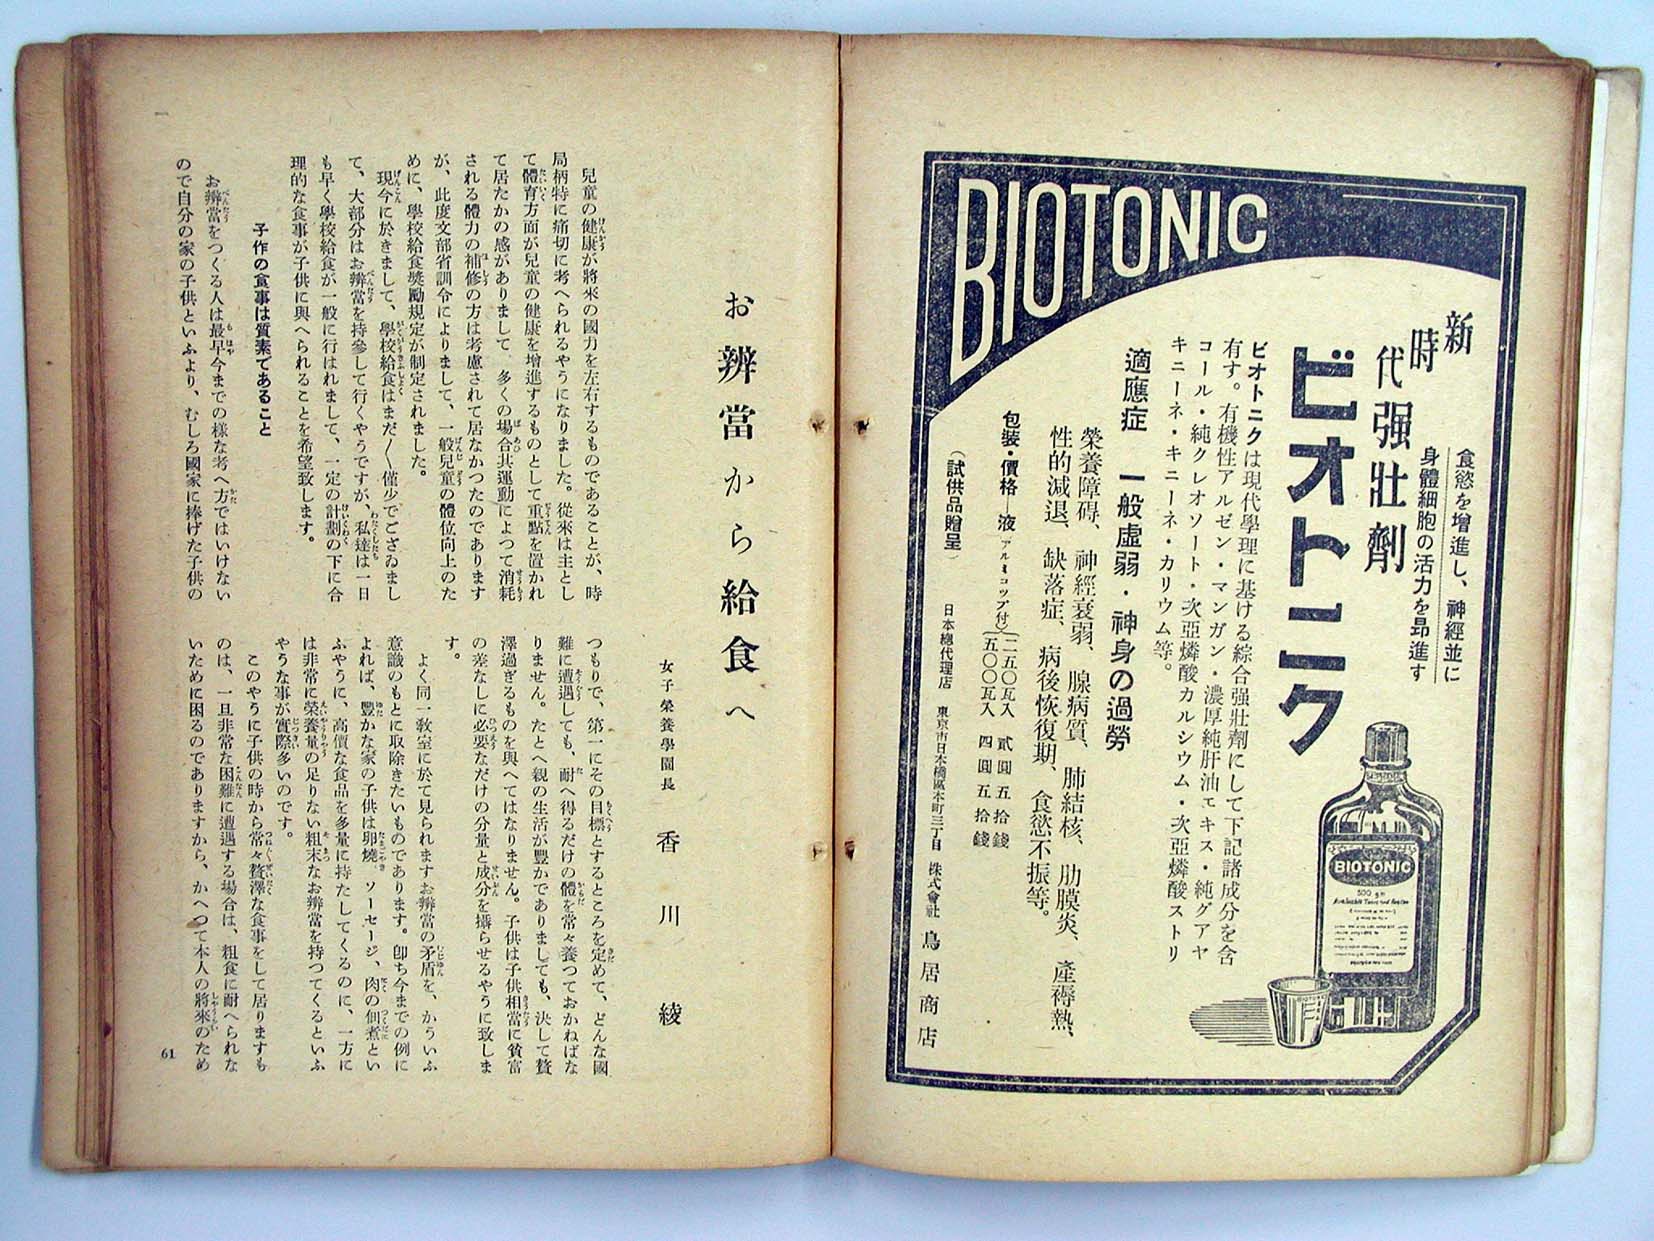 BIOTONIC
新時代强壯劑
食慾を增進し、神經並に
身體細胞の活力を昂進す
ビオトニク
ビオトニクは現代學理に基ける綜合强壯劑にして下記諸成分を含
有す。有機性アルゼン・マンガン・濃厚純肝油エキス・純グアヤ
コール・純クレオソート・次亞燐酸カルシウム・次亞燐酸ストリ
キニーネ・キニーネ・カリウム等。
適應症 一般虛弱・神身の過勞
榮養障碍、神經衰弱、腺病質、肺結核、肋膜炎、產褥熱、
性的減退、缺落症、病後恢復期、食慾不振等。
包裝・價格―液(アルミコップ付)
(二五〇瓦入 貳圓五拾錢
(五〇〇瓦入 四圓五拾錢
(試供品贈呈)
日本總代理店 東京市日本橋區本町三丁目 株式會社 鳥居商店
BIOTONIC
500 gm
お辨當から給食へ
女子榮養學園長 香川綾
兒童の健康が將來の國力を左右するものであることが、時
局柄特に痛切に考へられるやうになりました。從來は主とし
て體育方面が兒童の健康を增進するものとして重點を置かれ
て居たかの感がありまして、多くの場合其運動によつて消耗
される體力の補修の方は考慮されて居なかつたのであります
が、此度文部省訓令によりまして、一般兒童の體位向上のた
めに、學校給食奬勵規定が制定されました。
現今に於きまして、學校給食はまだ〳〵僅少でござゐまし
て、大部分はお辨當を持參して行くやうですが、私達は一日
も早く學校給食が一般に行はれまして、一定の計劃の下に合
理的な食事が子供に與へられることを希望致します。
子作の食事は質素であること
お辨當をつくる人は最早今までの樣な考へ方ではいけない
ので自分の家の子供といふより、むしろ國家に捧げた子供の
つもりで、第一にその目標とするところを定めて、どんな國
難に遭遇しても、耐へ得るだけの體を常々養つておかねばな
りません。たとへ親の生活が豐かでありましても、決して贅
澤過ぎるものを與へてはなりません。子供は子供相當に貧富
の差なしに必要なだけの分量と成分を攝らせるやうに致しま
す。
よく同一敎室に於て見られますお辨當の矛盾を、かういふ
意識のもとに取除きたいものであります。卽ち今までの例に
よれば、豐かな家の子供は卵燒、ソーセージ、肉の佃煮とい
ふやうに、高價な食品を多量に持たしてくるのに、一方に
は非常に榮養量の足りない粗末なお辨當を持つてくるといふ
やうな事が實際多いのです。
このやうに子供の時から常々贅澤な食事をして居りますも
のは、一旦非常な困難に遭遇する場合は、粗食に耐へられな
いために困るのでありますから、かへつて本人の將來のため
61